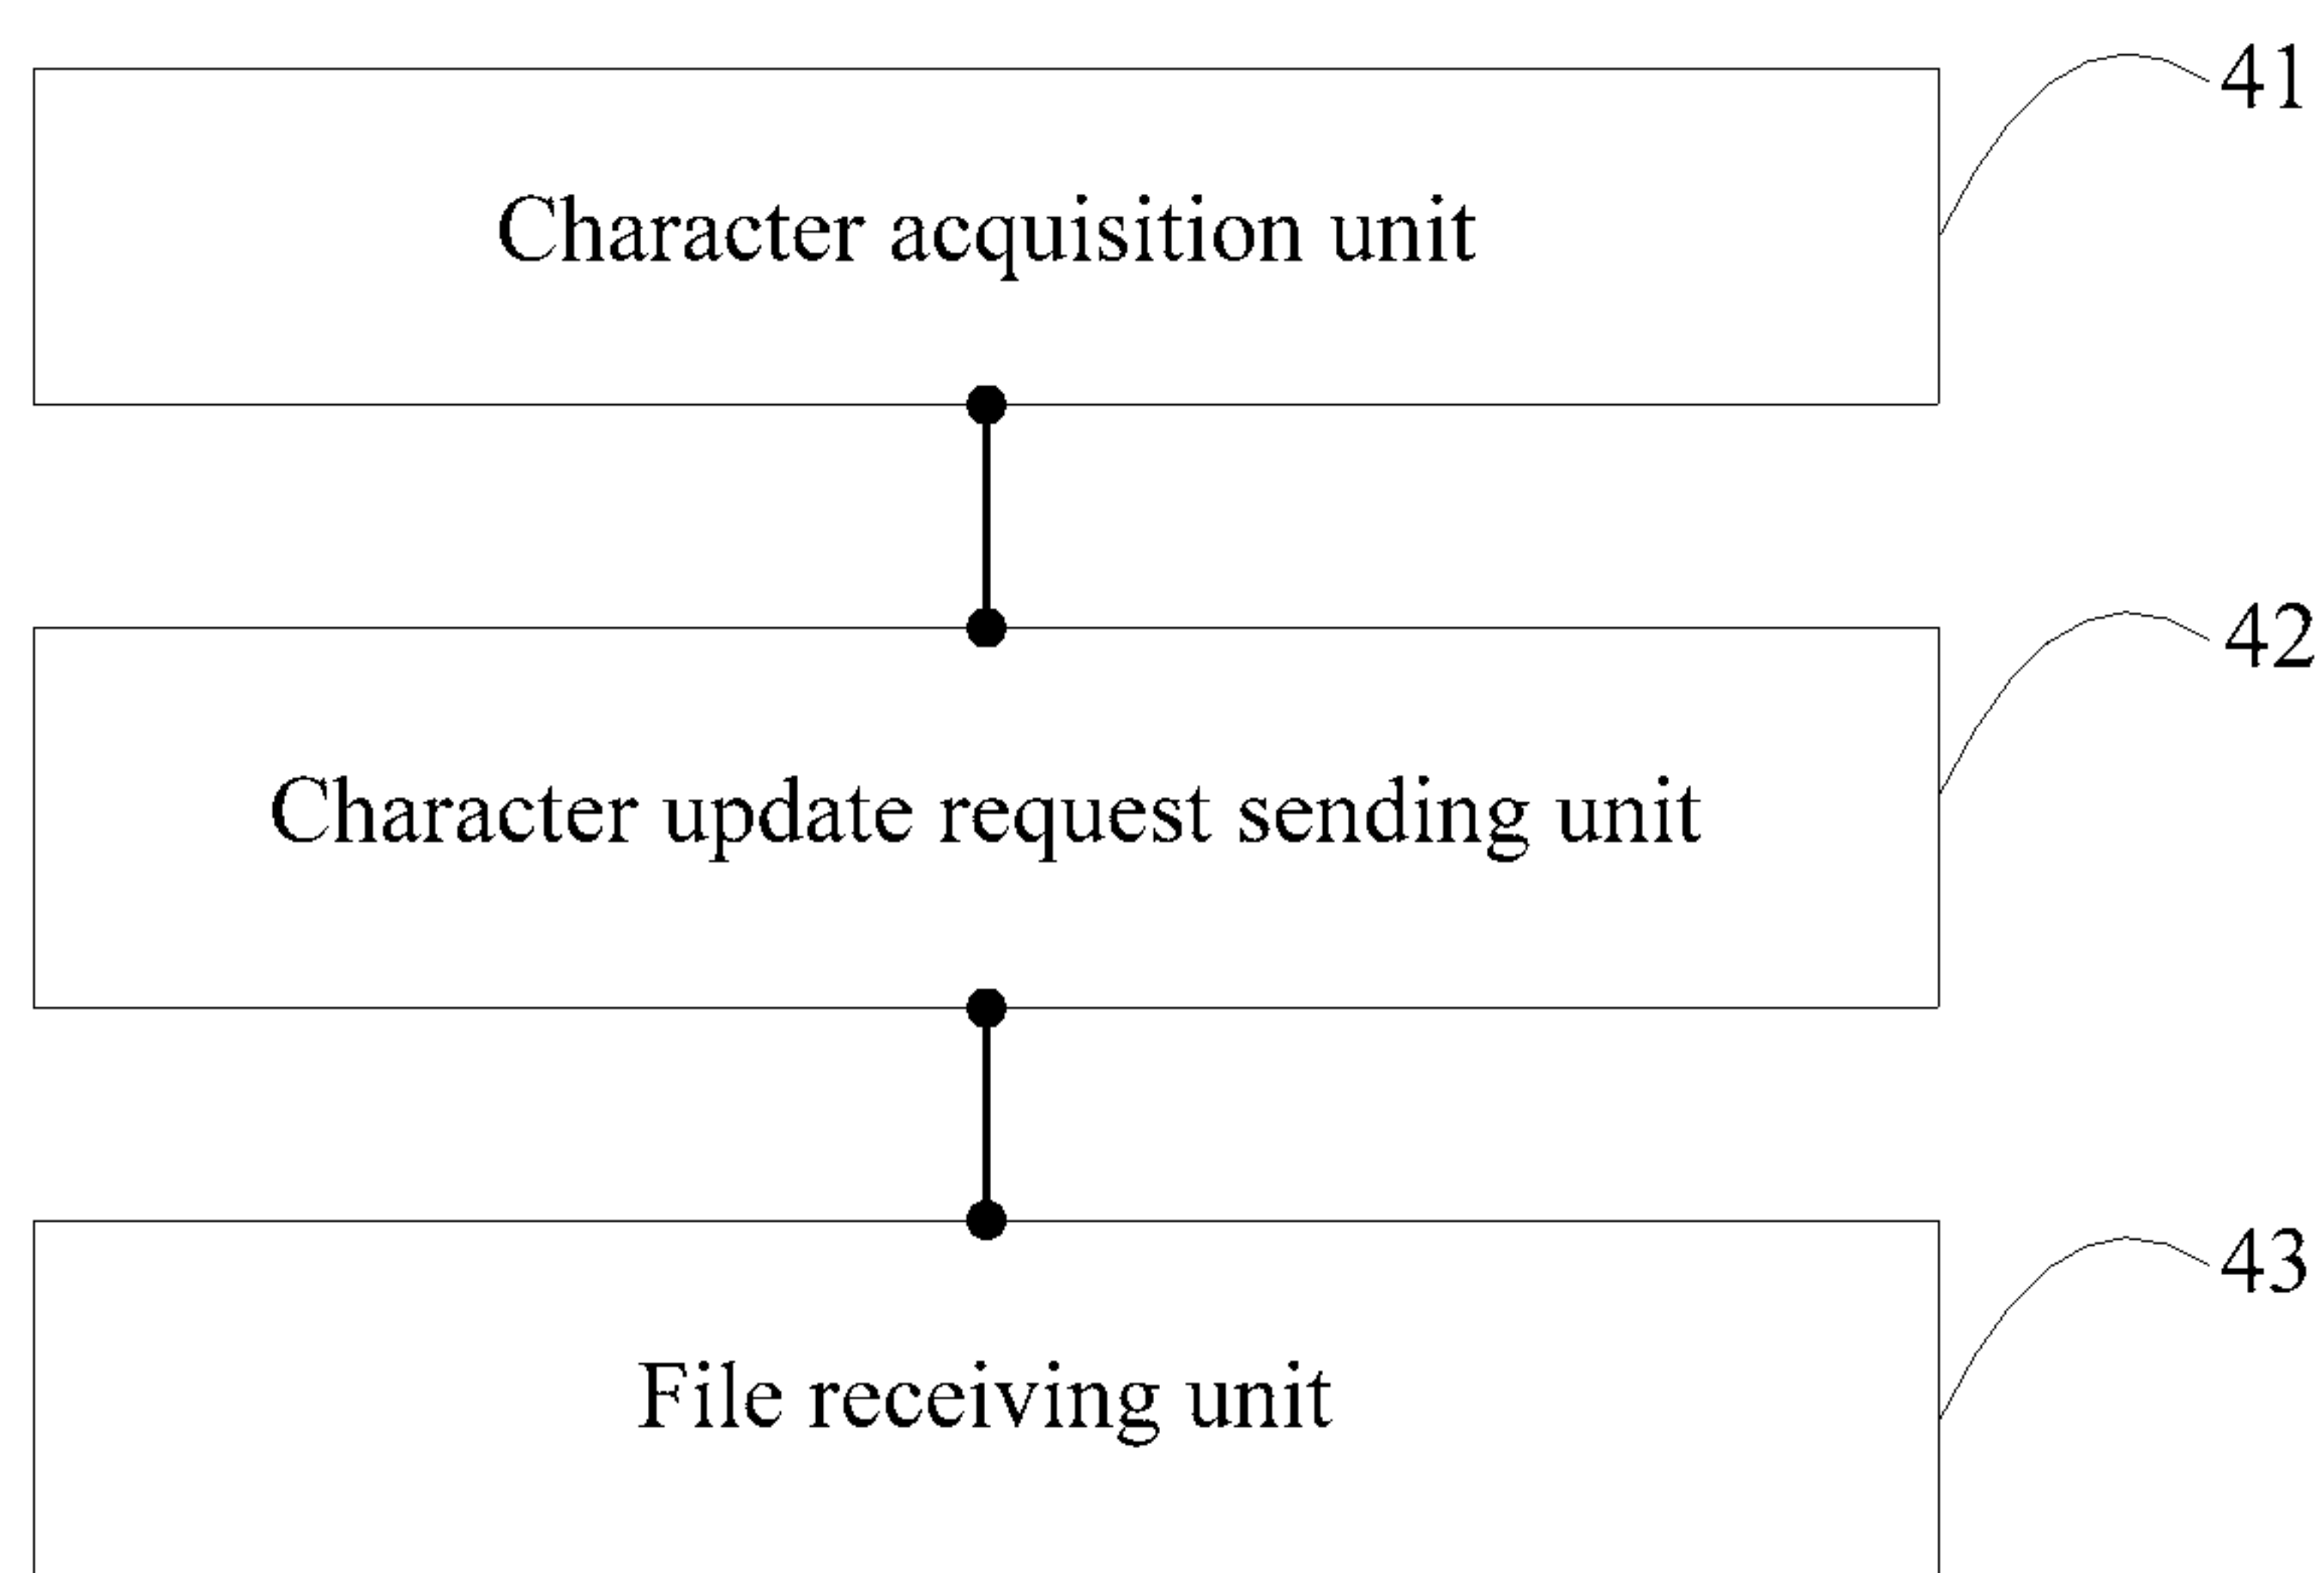 41
Character acquisition unit
42
Character update request sending unit
43
File receiving unit